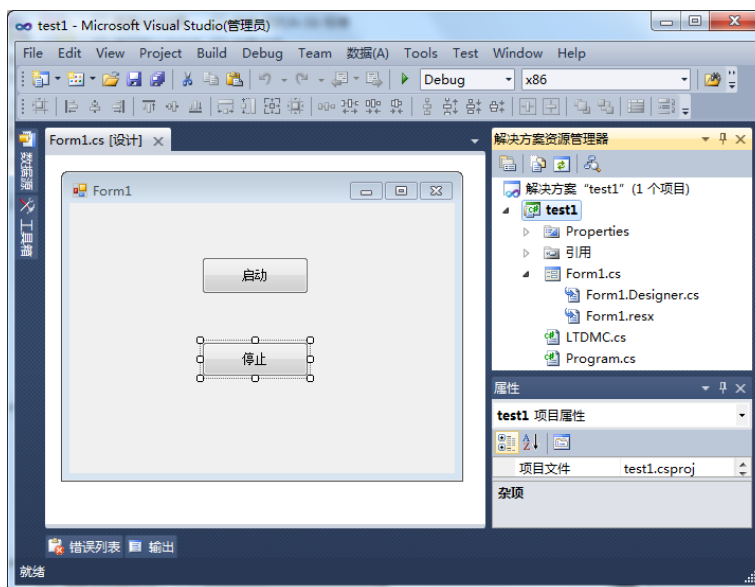 test1 - Microsoft Visual Studio(管理员)
File Edit View Project Build Debug Team 数据(A) Tools Test Window Help
Debug x86
数据源
工具箱
Form1.cs [设计]
Form1
启动
停止
解决方案资源管理器
解决方案 "test1" (1 个项目)
test1
Properties
引用
Form1.cs
Form1.Designer.cs
Form1.resx
LTDMC.cs
Program.cs
属性
test1 项目属性
项目文件 test1.csproj
杂项
错误列表 输出
就绪